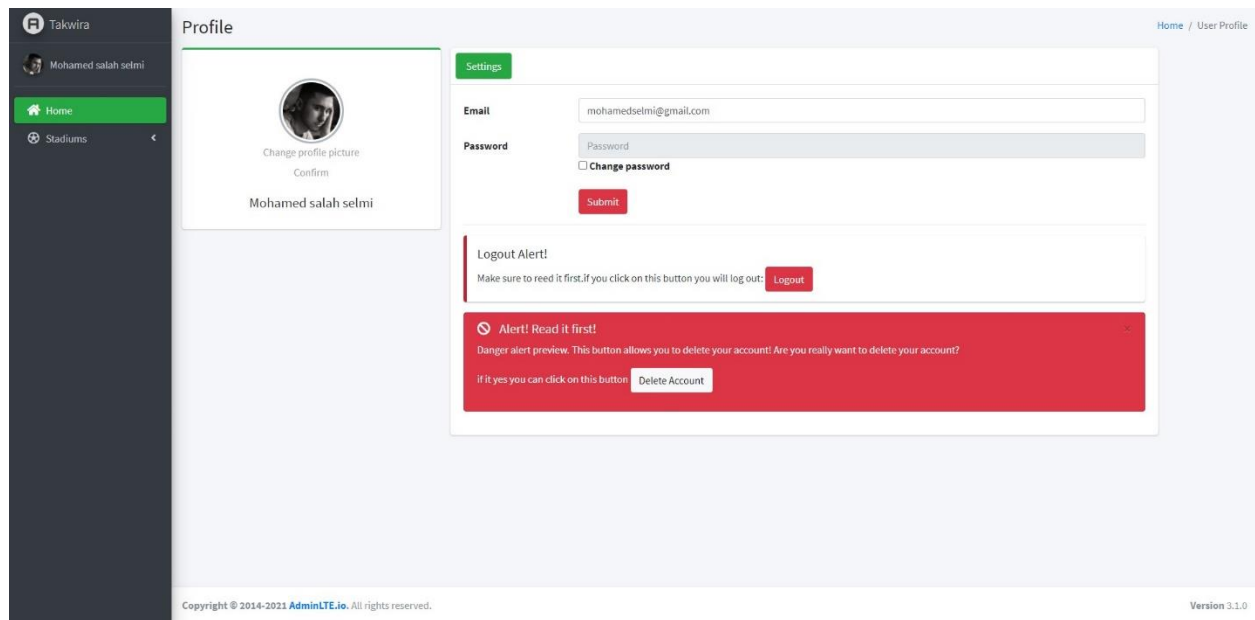 Takwira
Mohamed salah selmi
Home
Stadiums
Profile
Home / User Profile
Change profile picture
Confirm
Mohamed salah selmi
Settings
Email mohamedselmi@gmail.com
Password Password
Change password
Submit
Logout Alert!
Make sure to reed it first.if you click on this button you will log out: Logout
Alert! Read it first! ×
Danger alert preview. This button allows you to delete your account! Are you really want to delete your account?
if it yes you can click on this button Delete Account
Copyright © 2014-2021 AdminLTE.io. All rights reserved. Version 3.1.0